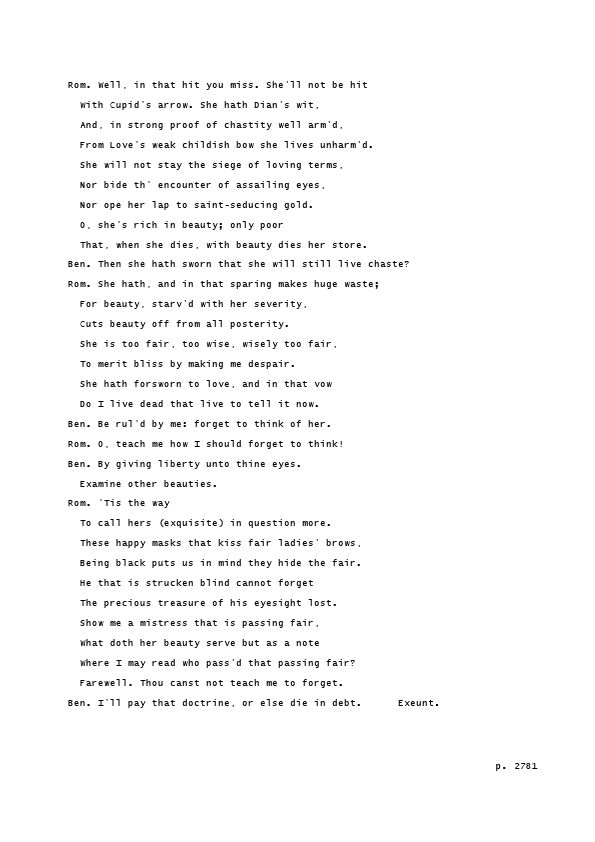 Rom. Well, in that hit you miss. She'll not be hit
With Cupid's arrow. She hath Dian's wit,
And, in strong proof of chastity well arm'd,
From Love's weak childish bow she lives unharm'd.
She will not stay the siege of loving terms,
Nor bide th' encounter of assailing eyes,
Nor ope her lap to saint-seducing gold.
O, she's rich in beauty; only poor
That, when she dies, with beauty dies her store.
Ben. Then she hath sworn that she will still live chaste?
Rom. She hath, and in that sparing makes huge waste;
For beauty, starv'd with her severity,
Cuts beauty off from all posterity.
She is too fair, too wise, wisely too fair,
To merit bliss by making me despair.
She hath forsworn to love, and in that vow
Do I live dead that live to tell it now.
Ben. Be rul'd by me: forget to think of her.
Rom. O, teach me how I should forget to think!
Ben. By giving liberty unto thine eyes.
Examine other beauties.
Rom. 'Tis the way
To call hers (exquisite) in question more.
These happy masks that kiss fair ladies' brows,
Being black puts us in mind they hide the fair.
He that is strucken blind cannot forget
The precious treasure of his eyesight lost.
Show me a mistress that is passing fair,
What doth her beauty serve but as a note
Where I may read who pass'd that passing fair?
Farewell. Thou canst not teach me to forget.
Ben. I'll pay that doctrine, or else die in debt.      Exeunt.
p. 2781